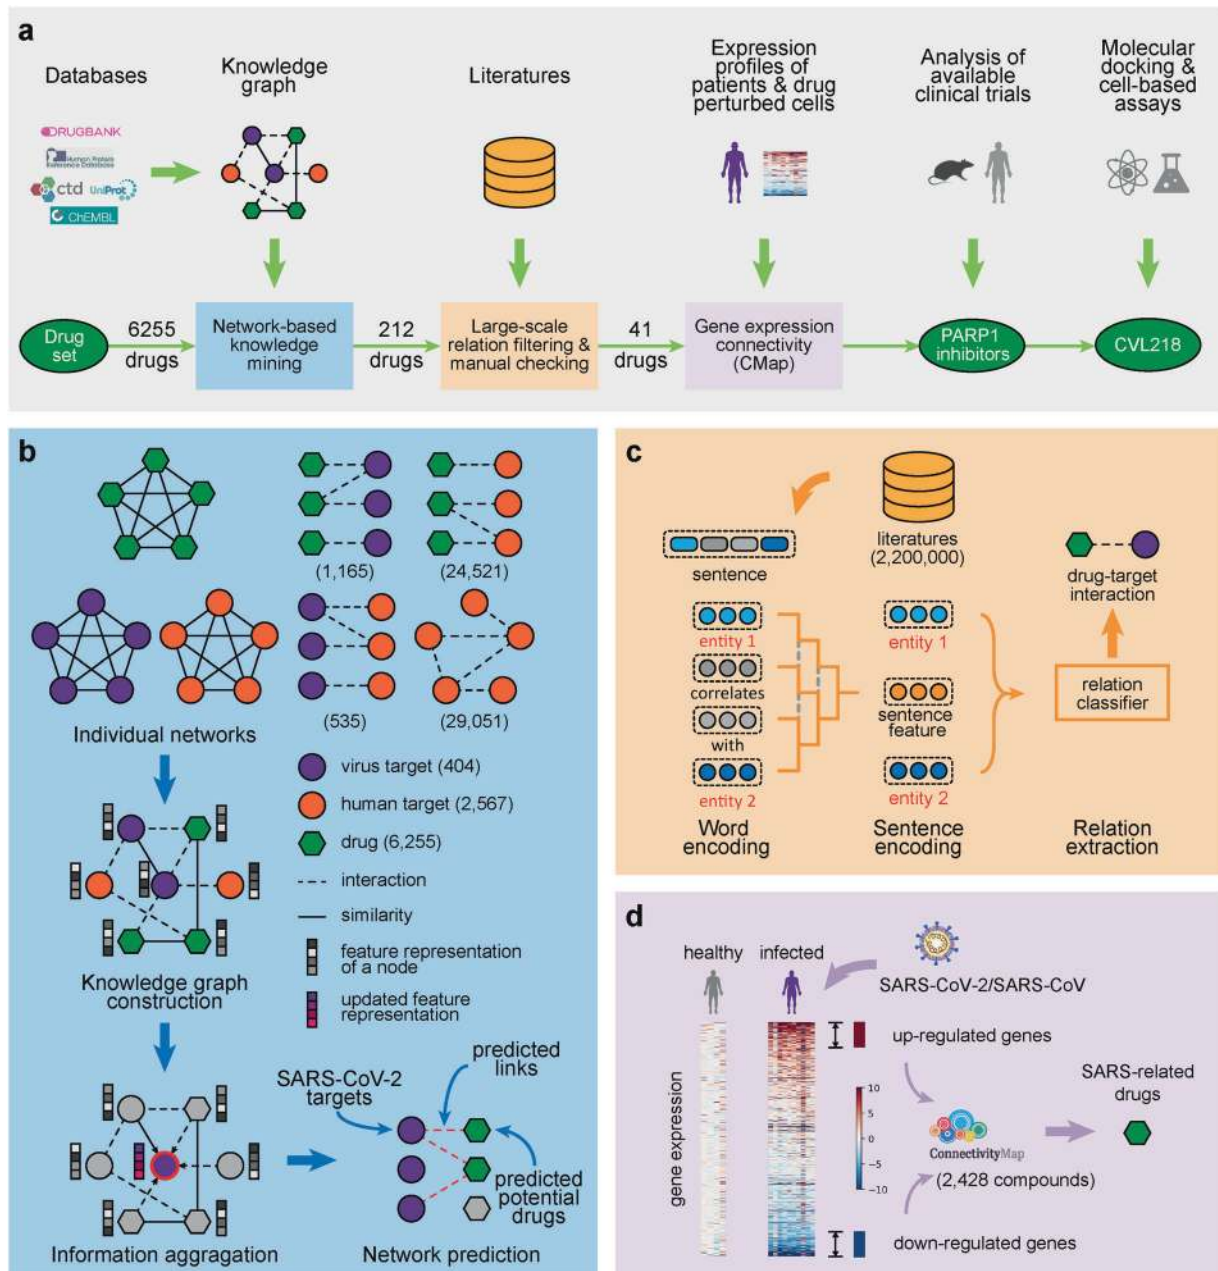 a
Databases
DRUGBANK
Human Protein
Reference Database
ctd
UniProt
ChEMBL
Knowledge
graph
Literatures
Expression
profiles of
patients & drug
perturbed cells
Analysis of
available
clinical trials
Molecular
docking &
cell-based
assays
Drug
set
6255
drugs
Network-based
knowledge
mining
212
drugs
Large-scale
relation filtering &
manual checking
41
drugs
Gene expression
connectivity
(CMap)
PARP1
inhibitors
CVL218
b
(1,165)
(24,521)
(535)
(29,051)
Individual networks
virus target (404)
human target (2,567)
drug (6,255)
interaction
similarity
feature representation
of a node
updated feature
representation
Knowledge graph
construction
Information aggragation
SARS-CoV-2
targets
predicted
links
predicted
potential
drugs
Network prediction
c
literatures
(2,200,000)
sentence
entity 1
correlates
with
entity 2
Word
encoding
entity 1
sentence
feature
entity 2
Sentence
encoding
drug-target
interaction
relation
classifier
Relation
extraction
d
healthy
infected
SARS-CoV-2/SARS-CoV
gene expression
up-regulated genes
10
5
0
−5
−10
ConnectivityMap
(2,428 compounds)
SARS-related
drugs
down-regulated genes